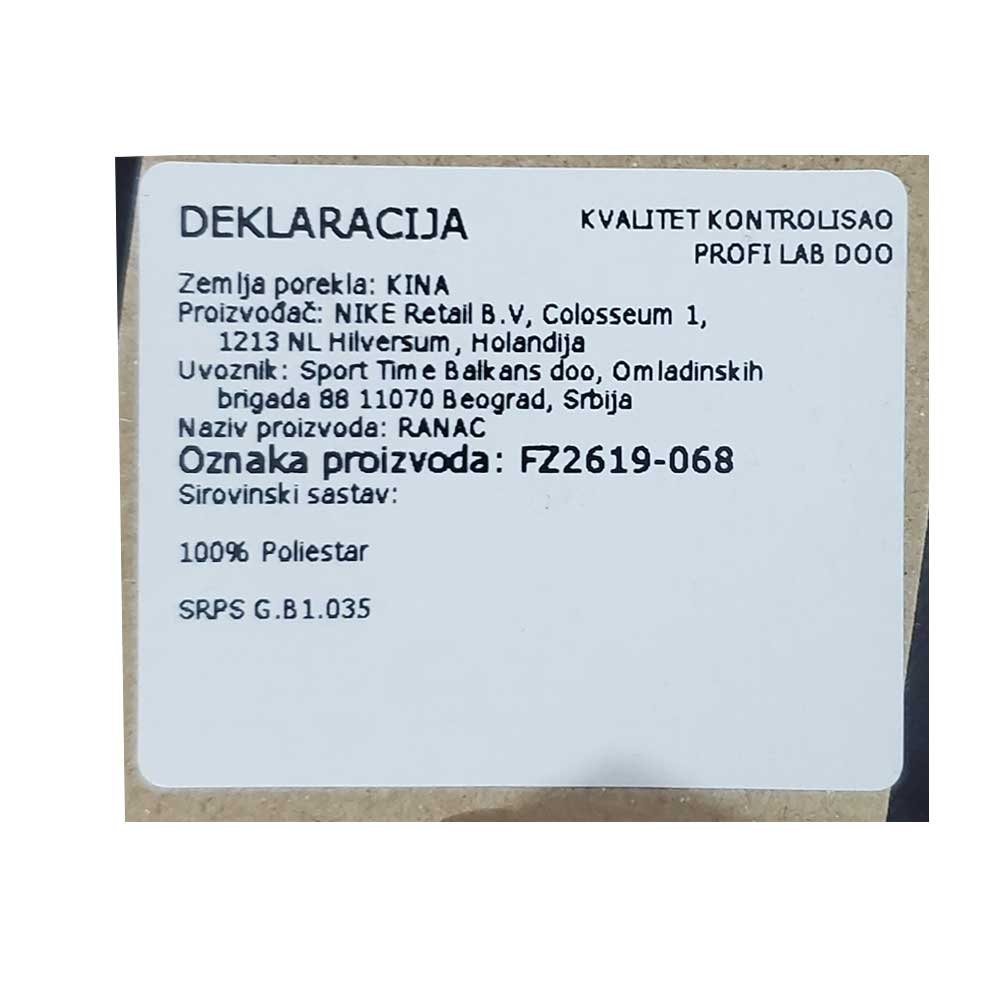 DEKLARACIJA
KVALITET KONTROLISAO
PROFI LAB DOO
Zemlja porekla: KINA
Proizvođač: NIKE Retail B.V, Colosseum 1,
1213 NL Hilversum, Holandija
Uvoznik: Sport Time Balkans doo, Omladinskih
brigada 88 11070 Beograd, Srbija
Naziv proizvoda: RANAC
Oznaka proizvoda: FZ2619-068
Sirovinski sastav:
100% Poliestar
SRPS G.B1.035